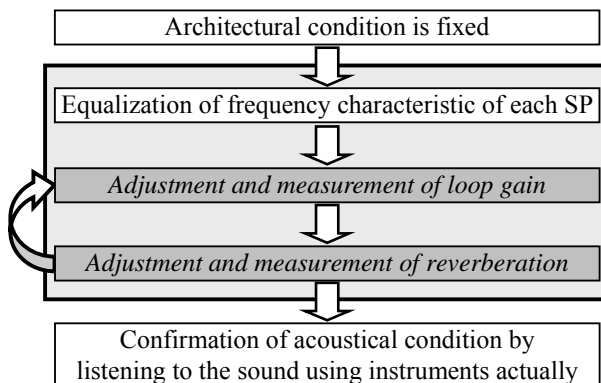 Architectural condition is fixed
Equalization of frequency characteristic of each SP
Adjustment and measurement of loop gain
Adjustment and measurement of reverberation
Confirmation of acoustical condition by
listening to the sound using instruments actually